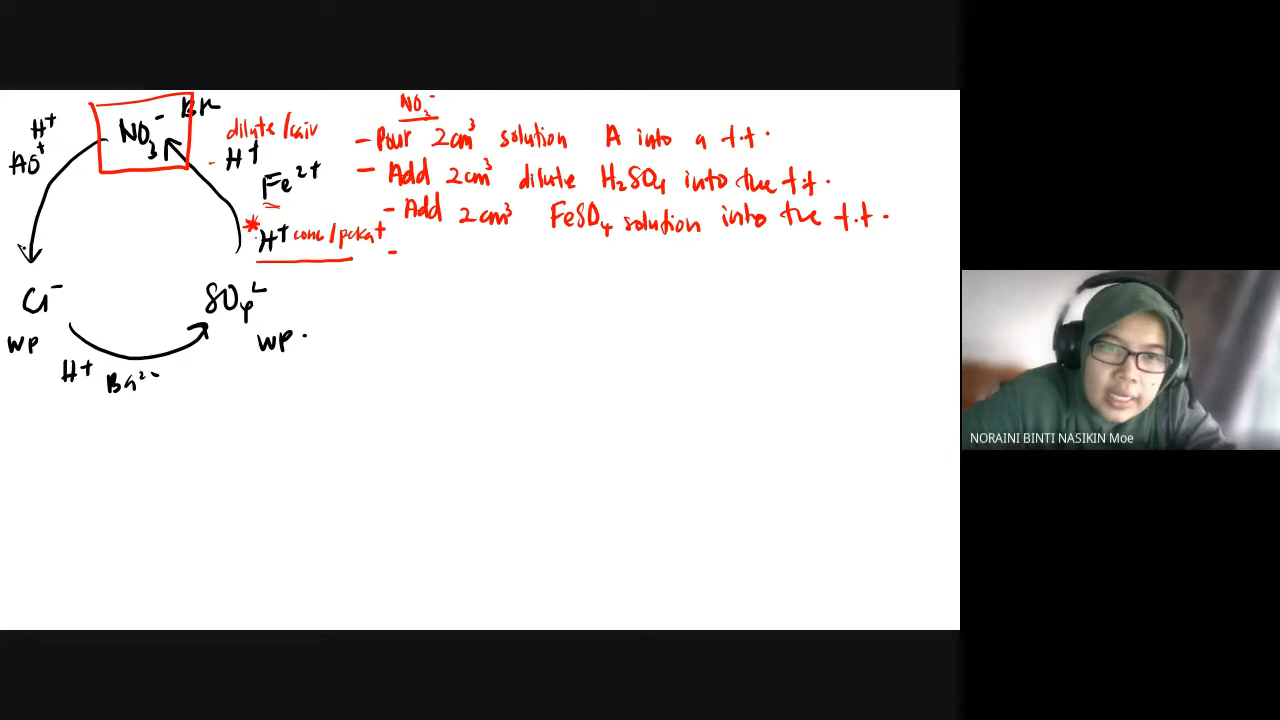 NO₃⁻ BR
H⁺
Ag⁺
dilute/cair
H⁺
Fe²⁺
* H⁺ conc/pekat
Cl⁻
WP
H⁺ Ba²⁺
SO₄²⁻
WP.
NO₃⁻
- Pour 2cm³ solution A into a t.t.
- Add 2cm³ dilute H₂SO₄ into the t.t.
- Add 2cm³ FeSO₄ solution into the t.t.
-
NORAINI BINTI NASIKIN Moe